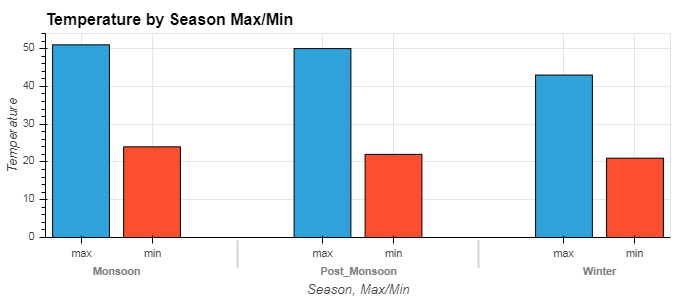 Temperature by Season Max/Min
Temperature
50
40
30
20
10
0
max min max min max min
Monsoon Post_Monsoon Winter
Season, Max/Min